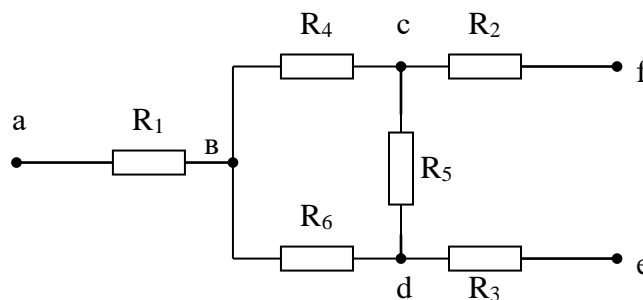 R₄ c R₂
f
a R₁ в
R₅
R₆
d R₃ e